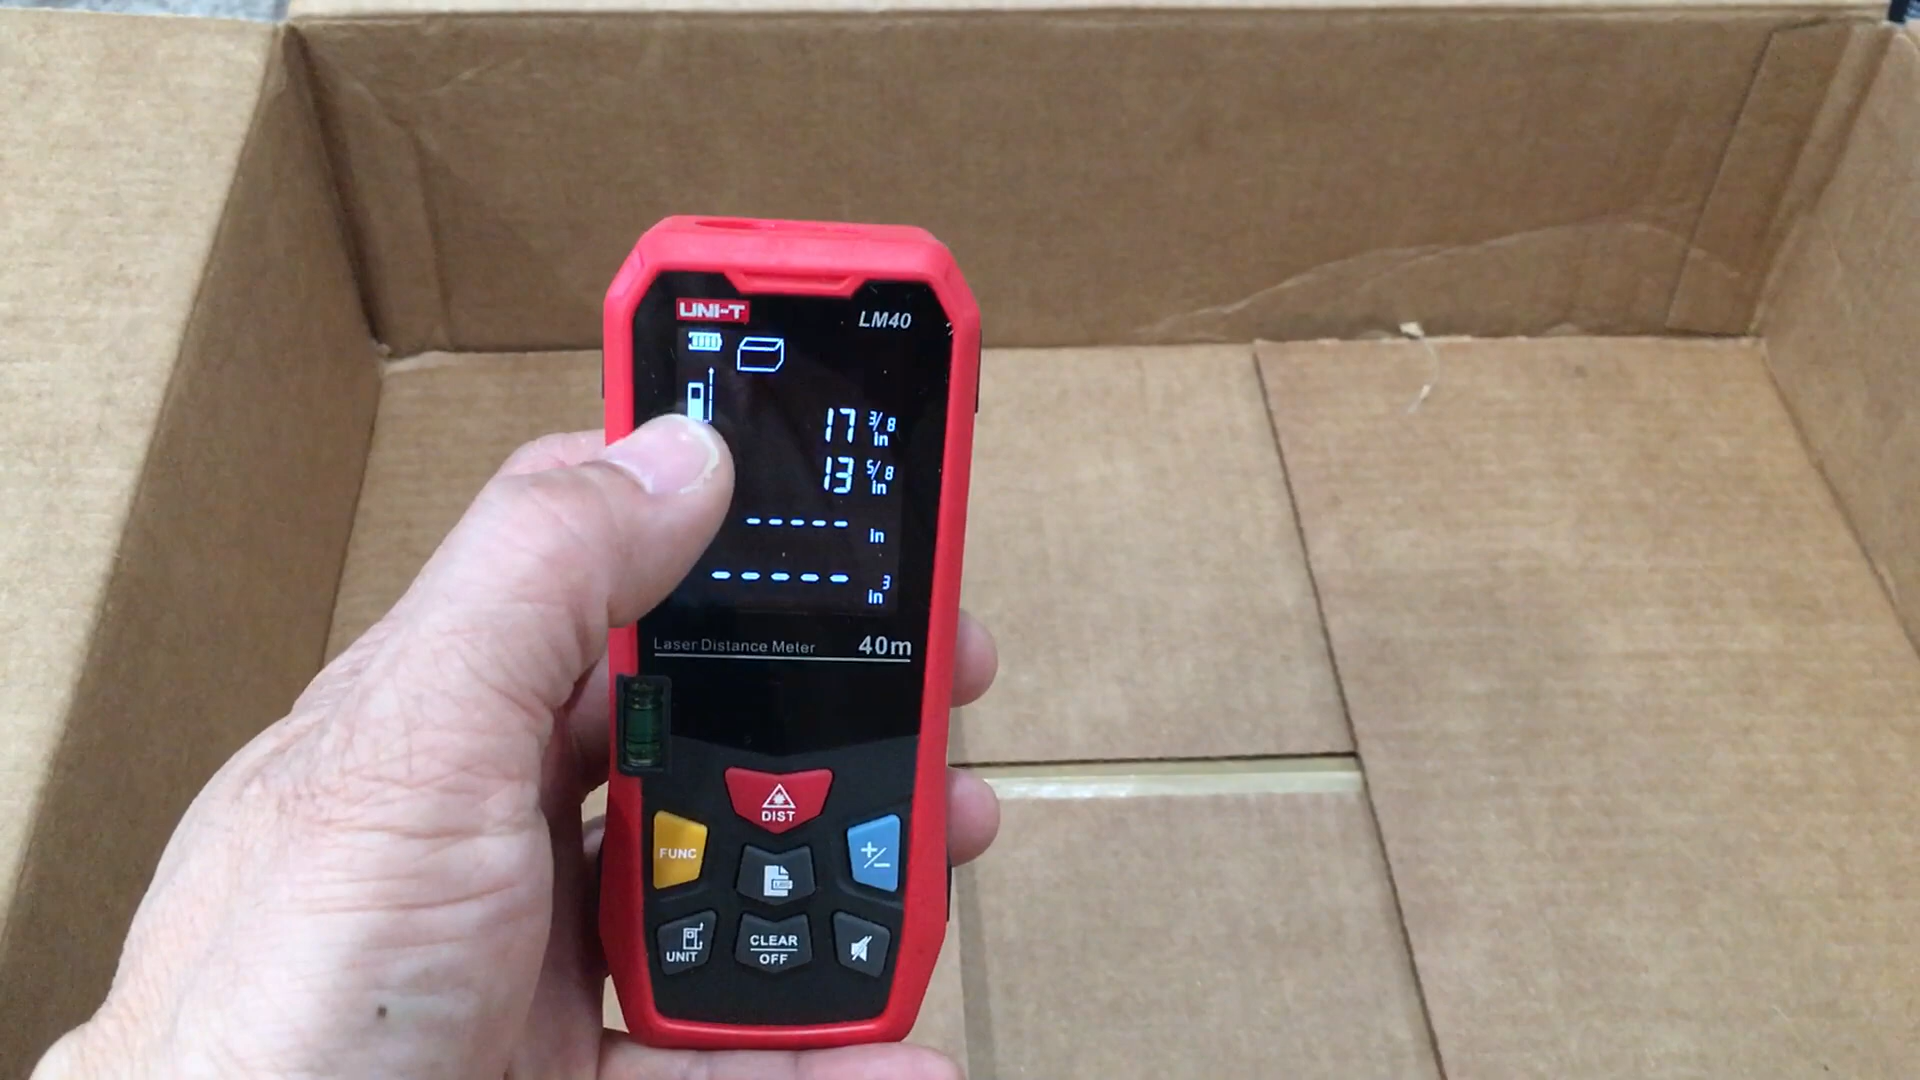 UNI-T
LM40
17 3/8 in
13 5/8 in
----- in
----- in³
Laser Distance Meter 40m
DIST
FUNC
+/-
UNIT
CLEAR
OFF